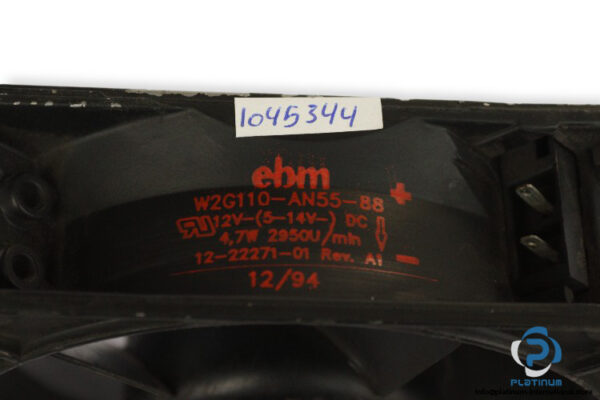 1045344
ebm
W2G110-AN55-88 +
12V-(5-14V-) DC
4,7W 2950U/min
12-22271-01 Rev. A1 -
12/94
PLATINUM